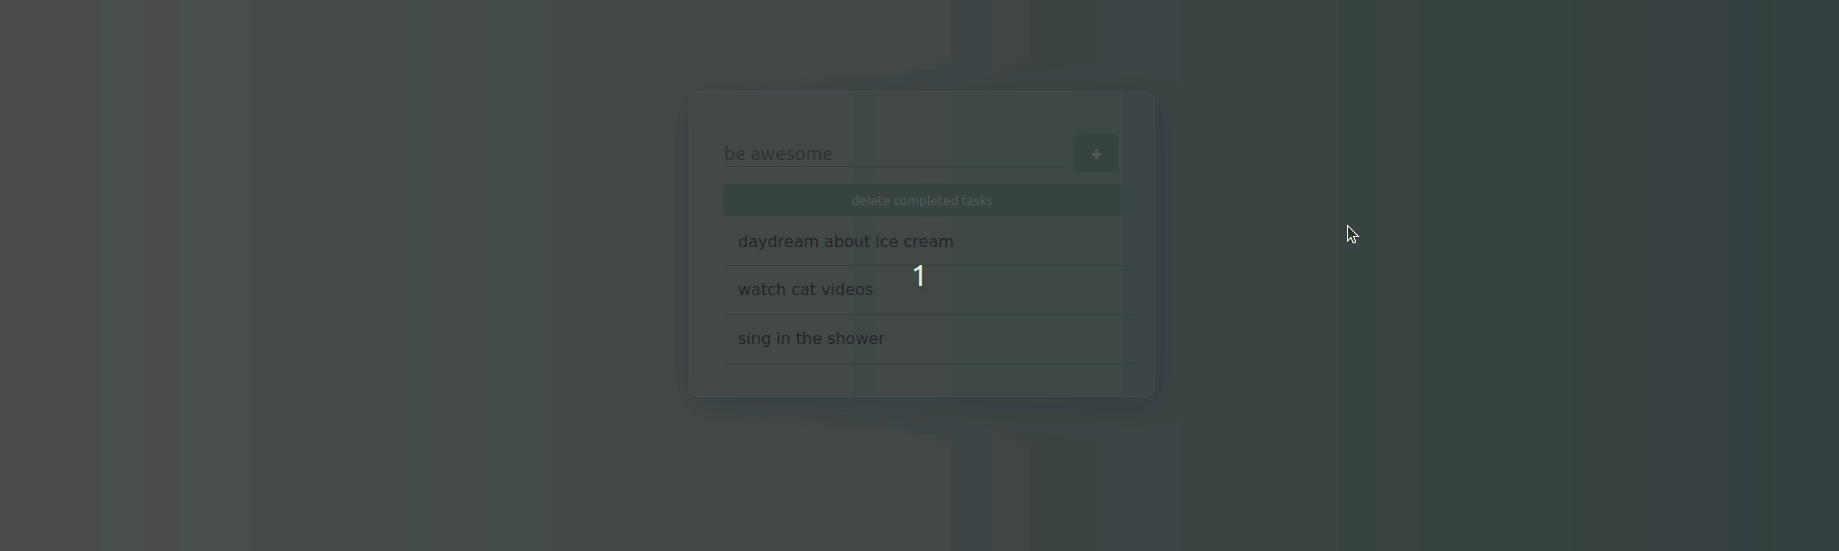 be awesome
+
delete completed tasks
daydream about ice cream
1
watch cat videos
sing in the shower